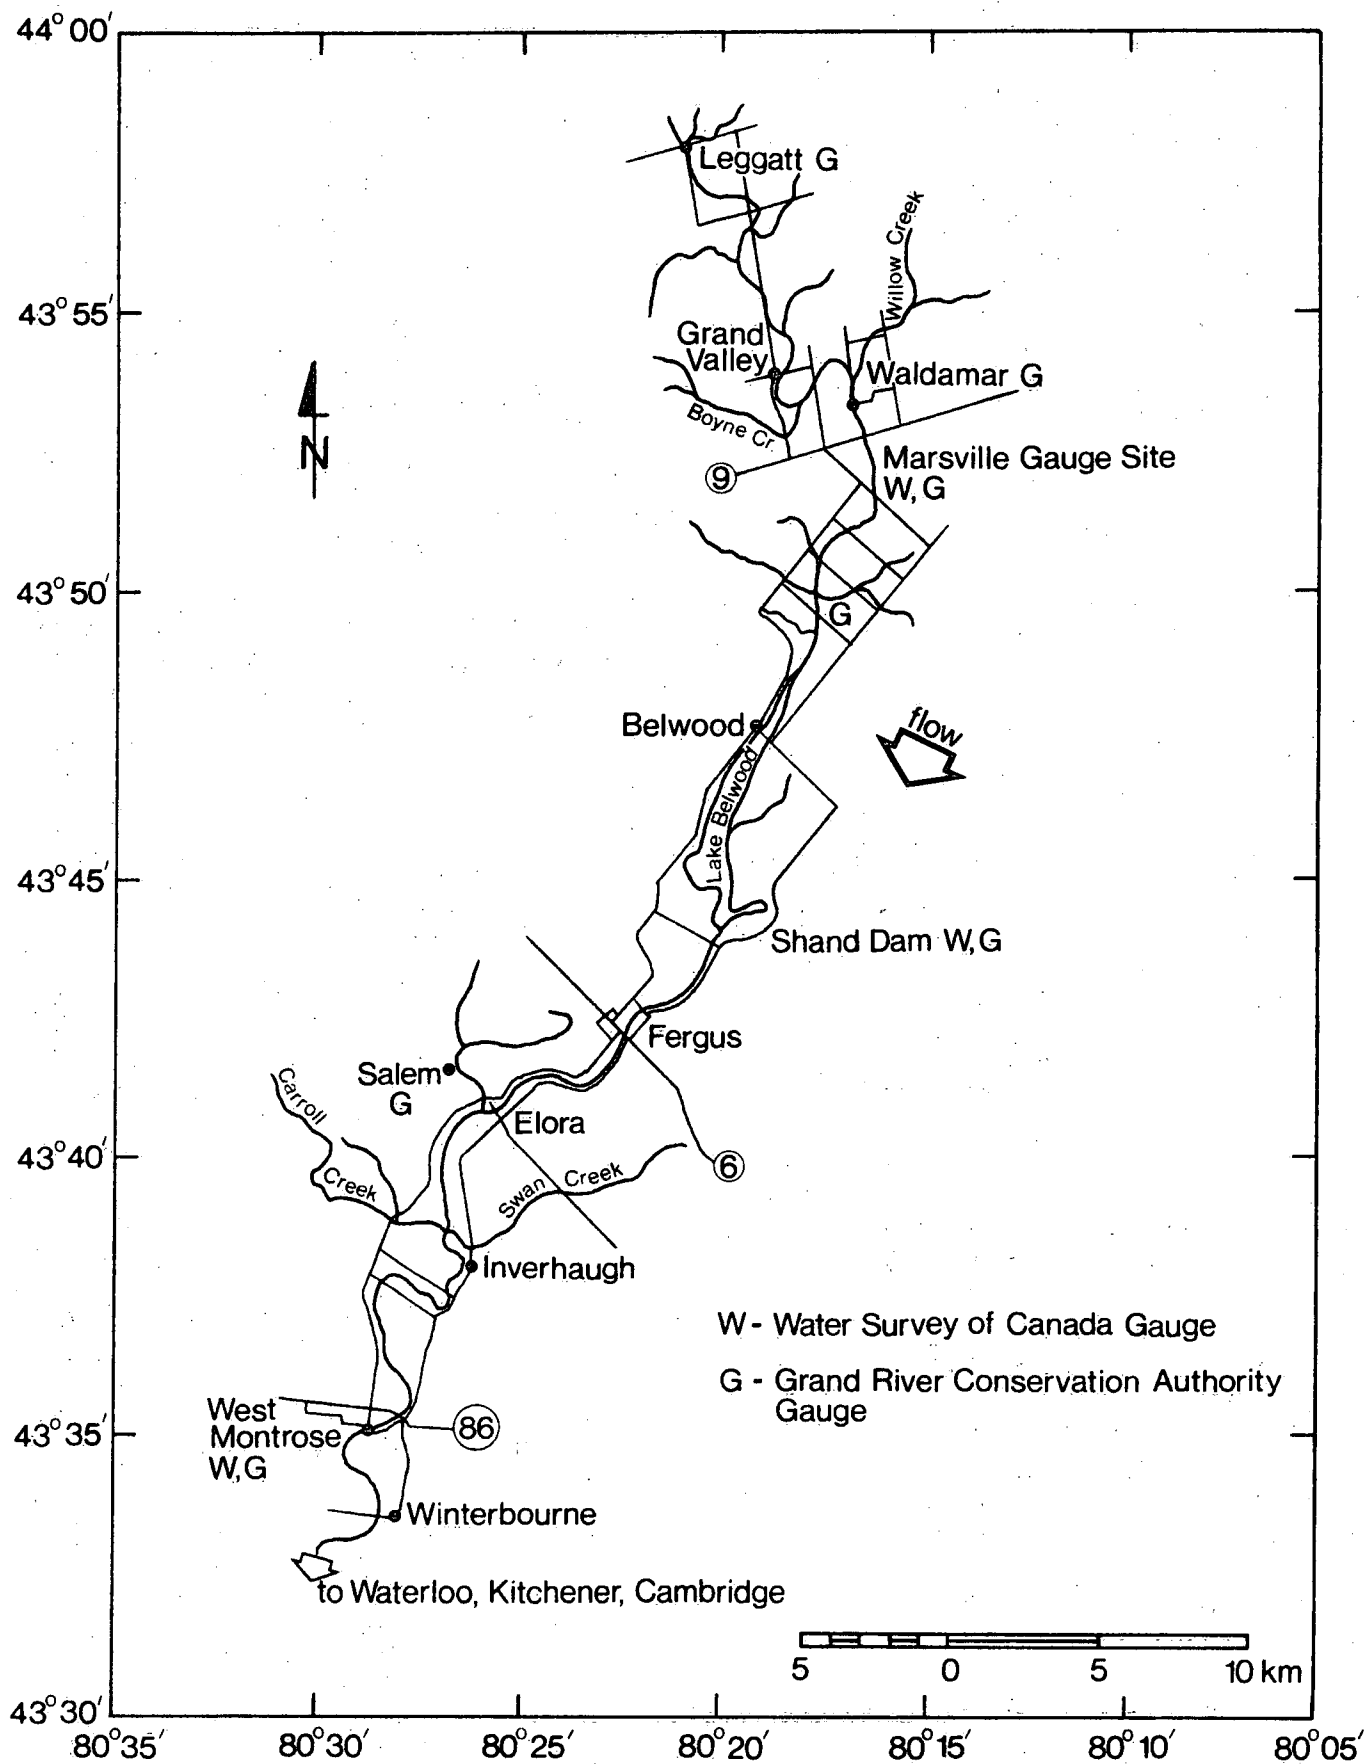 44° 00′
Leggatt G
Willow Creek
43° 55′
Grand
Valley
Waldamar G
Boyne Cr.
N
9
Marsville Gauge Site
W, G
43° 50′
G
Belwood
flow
Lake Belwood
43° 45′
Shand Dam W, G
Fergus
Salem
G
Carroll
Creek
Elora
43° 40′
6
Swan Creek
Inverhaugh
W - Water Survey of Canada Gauge
G - Grand River Conservation Authority
Gauge
West
Montrose
W, G
86
43° 35′
Winterbourne
to Waterloo, Kitchener, Cambridge
5 0 5 10 km
43° 30′
80° 35′ 80° 30′ 80° 25′ 80° 20′ 80° 15′ 80° 10′ 80° 05′